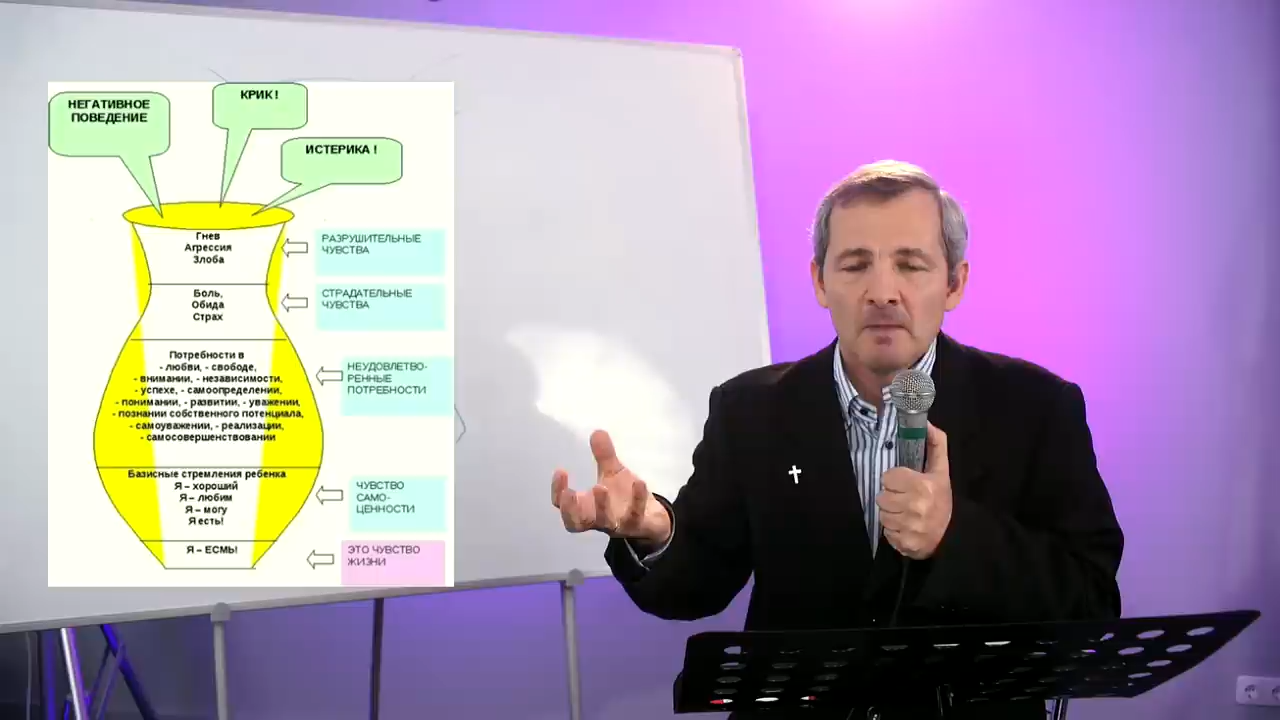 НЕГАТИВНОЕ
ПОВЕДЕНИЕ
КРИК !
ИСТЕРИКА !
Гнев
Агрессия
Злоба
РАЗРУШИТЕЛЬНЫЕ
ЧУВСТВА
Боль,
Обида
Страх
СТРАДАТЕЛЬНЫЕ
ЧУВСТВА
Потребности в
- любви, - свободе,
- внимании, - независимости,
- успехе, - самоопределении,
- понимании, - развитии, - уважении,
- познании собственного потенциала,
- самоуважении, - реализации,
- самосовершенствовании
НЕУДОВЛЕТВО-
РЕННЫЕ
ПОТРЕБНОСТИ
Базисные стремления ребенка
Я – хороший
Я – любим
Я – могу
Я есть!
ЧУВСТВО
САМО-
ЦЕННОСТИ
Я – ЕСМЬ!
ЭТО ЧУВСТВО
ЖИЗНИ